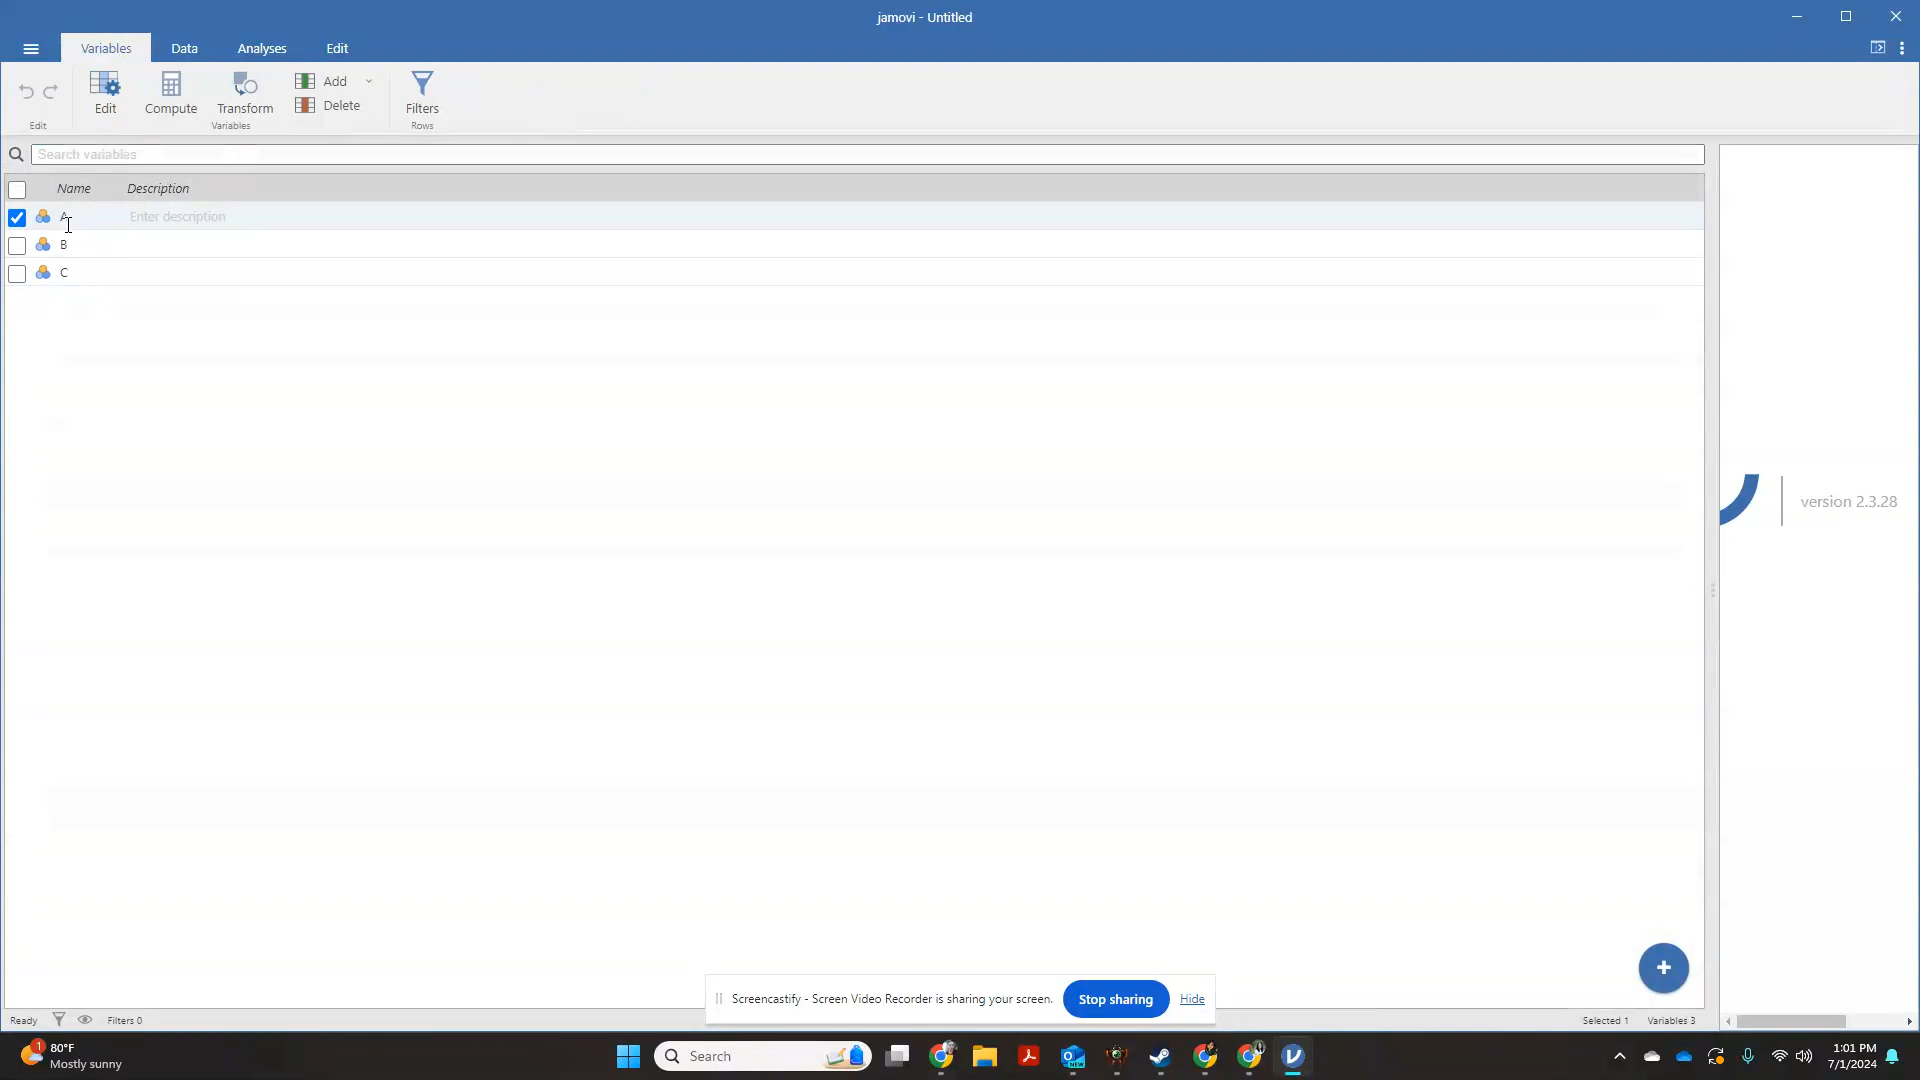 jamovi - Untitled
Variables Data Analyses Edit
Edit Compute Transform Add Delete Filters
Edit Variables Rows
Search variables
Name Description
A Enter description
B
C
version 2.3.28
+
Screencastify - Screen Video Recorder is sharing your screen. Stop sharing Hide
Ready Filters 0 Selected 1 Variables 3
1 80°F
Mostly sunny
Search
NEW
1:01 PM
7/1/2024